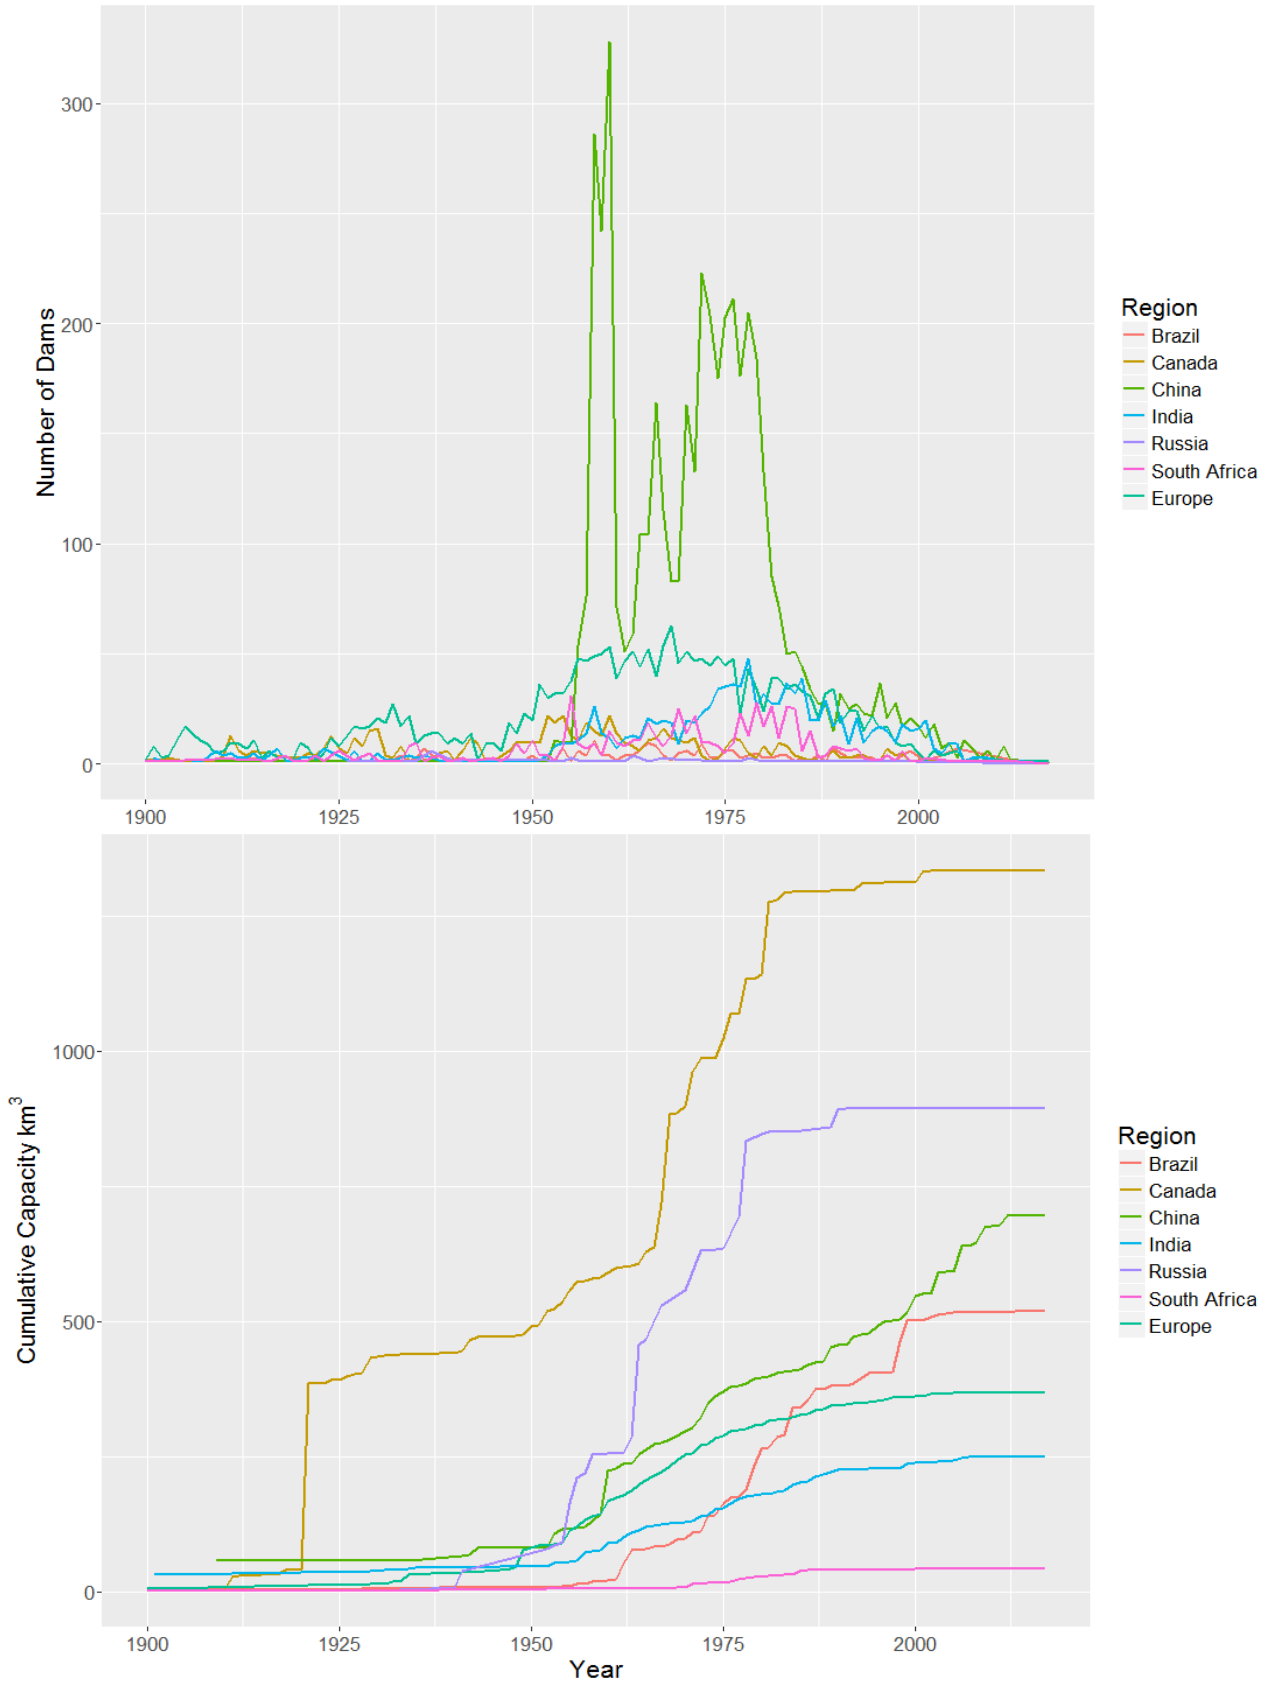 300
200
100
0
Number of Dams
1900 1925 1950 1975 2000
Region
Brazil
Canada
China
India
Russia
South Africa
Europe
1000
500
0
Cumulative Capacity km³
1900 1925 1950 1975 2000
Year
Region
Brazil
Canada
China
India
Russia
South Africa
Europe